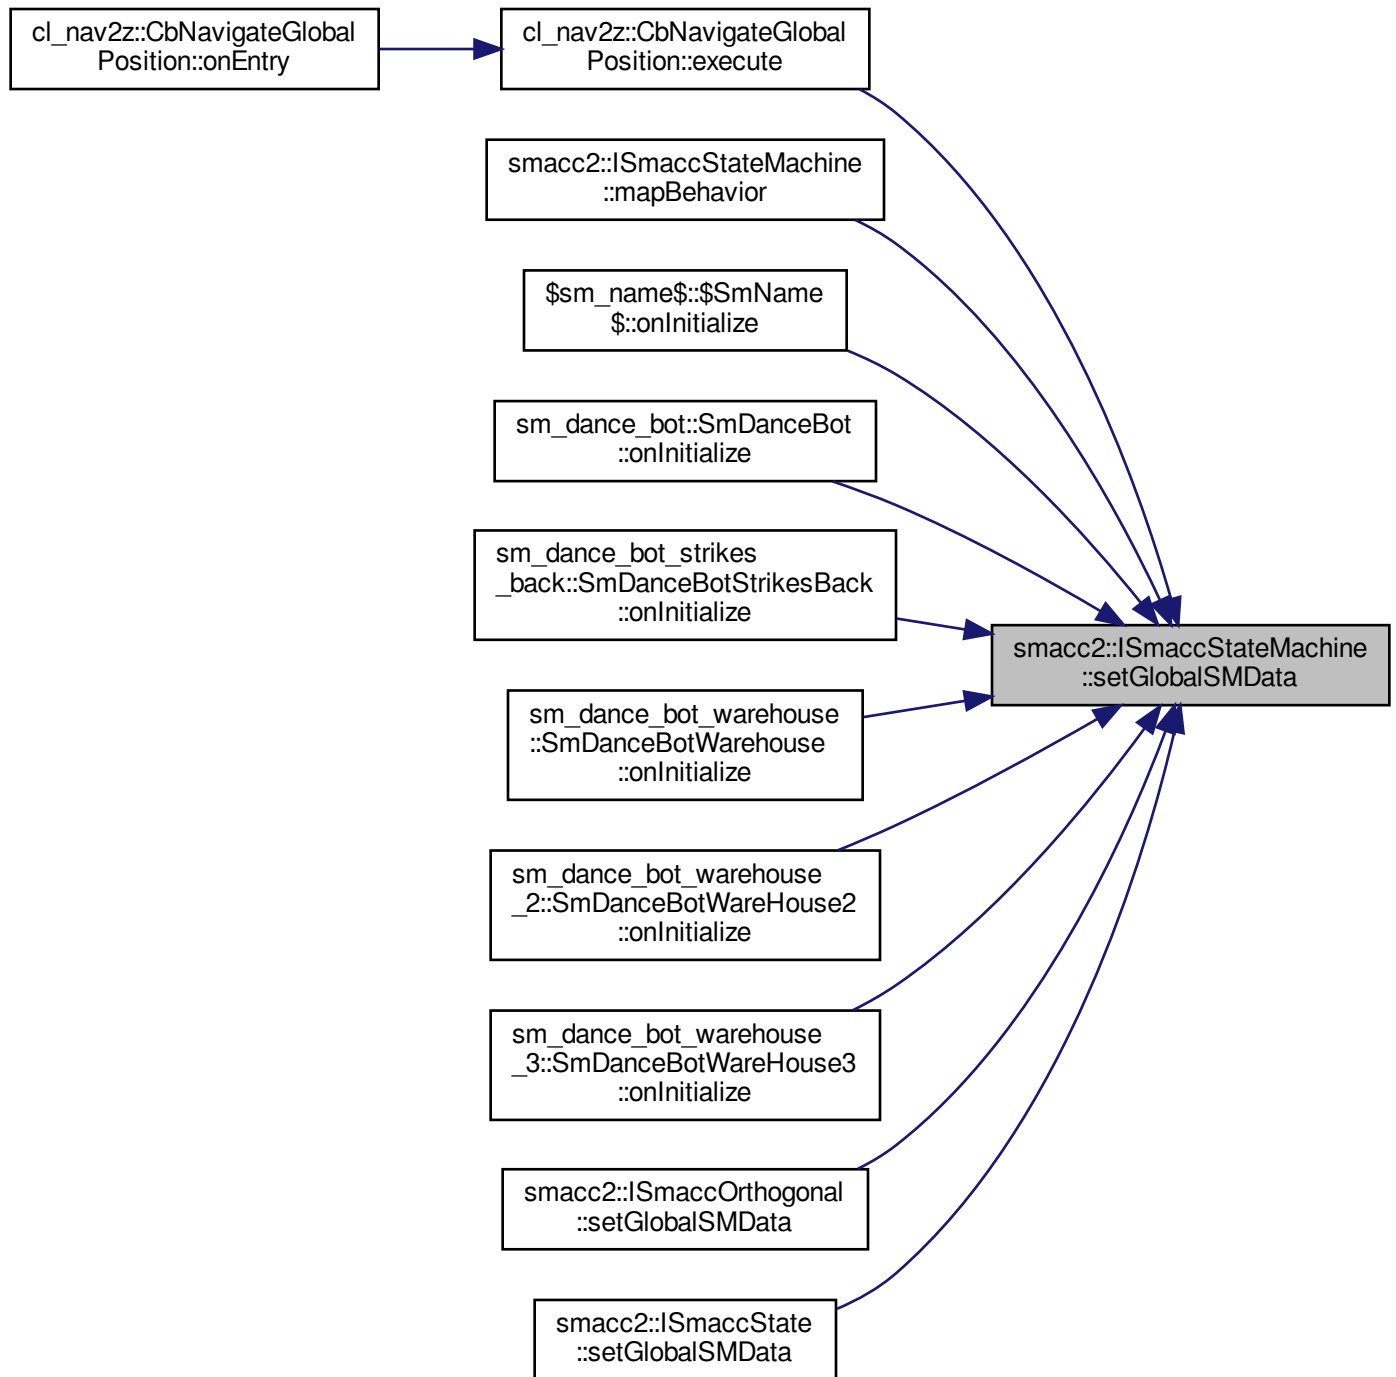 cl_nav2z::CbNavigateGlobal
Position::onEntry
cl_nav2z::CbNavigateGlobal
Position::execute
smacc2::ISmaccStateMachine
::mapBehavior
$sm_name$::$SmName
$::onInitialize
sm_dance_bot::SmDanceBot
::onInitialize
sm_dance_bot_strikes
_back::SmDanceBotStrikesBack
::onInitialize
smacc2::ISmaccStateMachine
::setGlobalSMData
sm_dance_bot_warehouse
::SmDanceBotWarehouse
::onInitialize
sm_dance_bot_warehouse
_2::SmDanceBotWareHouse2
::onInitialize
sm_dance_bot_warehouse
_3::SmDanceBotWareHouse3
::onInitialize
smacc2::ISmaccOrthogonal
::setGlobalSMData
smacc2::ISmaccState
::setGlobalSMData